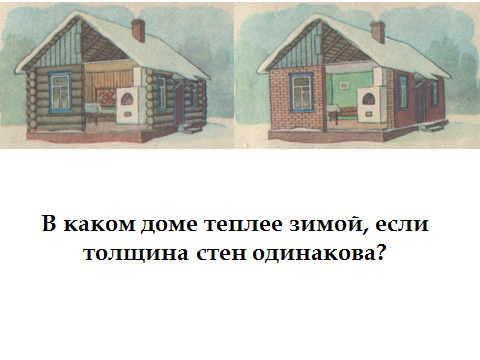 В каком доме теплее зимой, если
толщина стен одинакова?